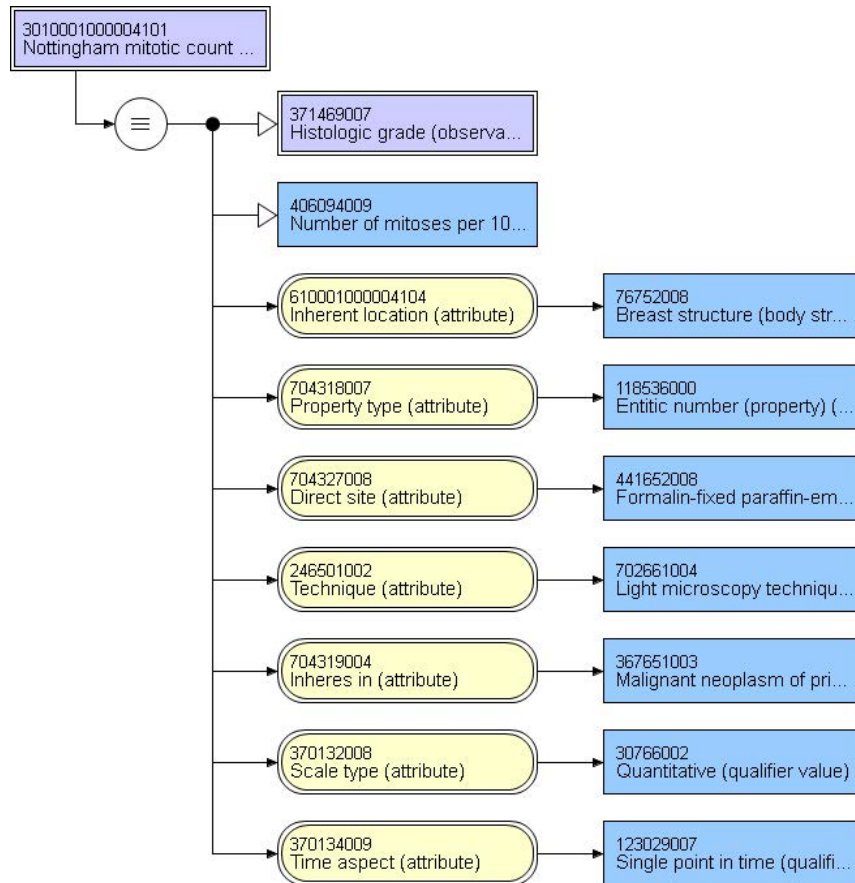 3010001000004101
Nottingham mitotic count ...
371469007
Histologic grade (observa...
406094009
Number of mitoses per 10...
610001000004104
Inherent location (attribute)
76752008
Breast structure (body str...
704318007
Property type (attribute)
118536000
Entitic number (property) (...
704327008
Direct site (attribute)
441652008
Formalin-fixed paraffin-em...
246501002
Technique (attribute)
702661004
Light microscopy techniqu...
704319004
Inheres in (attribute)
367651003
Malignant neoplasm of pri...
370132008
Scale type (attribute)
30766002
Quantitative (qualifier value)
370134009
Time aspect (attribute)
123029007
Single point in time (qualifi...